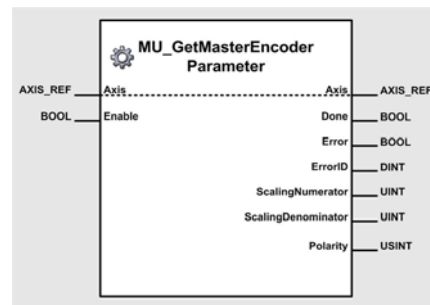 MU_GetMasterEncoder
Parameter
AXIS_REF Axis Axis AXIS_REF
BOOL Enable Done BOOL
Error BOOL
ErrorID DINT
ScalingNumerator UINT
ScalingDenominator UINT
Polarity USINT